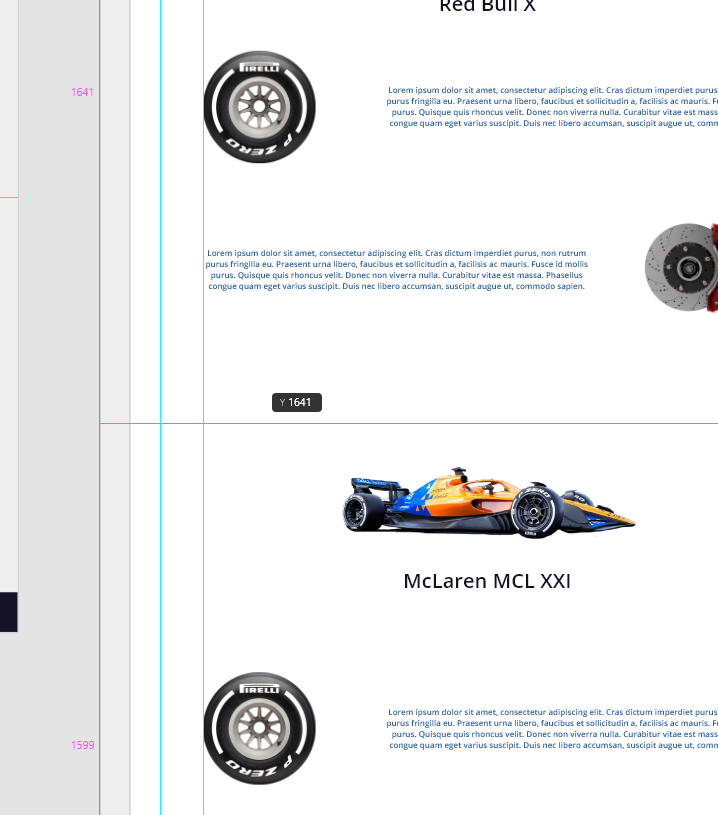 Red Bull X
PIRELLI
P ZERO
1641
Lorem ipsum dolor sit amet, consectetur adipiscing elit. Cras dictum imperdiet purus
purus fringilla eu. Praesent urna libero, faucibus et sollicitudin a, facilisis ac mauris.
purus. Quisque quis rhoncus velit. Donec non viverra nulla. Curabitur vitae est mass
congue quam eget varius suscipit. Duis nec libero accumsan, suscipit augue ut, comm
Lorem ipsum dolor sit amet, consectetur adipiscing elit. Cras dictum imperdiet purus, non rutrum
purus fringilla eu. Praesent urna libero, faucibus et sollicitudin a, facilisis ac mauris. Fusce id mollis
purus. Quisque quis rhoncus velit. Donec non viverra nulla. Curabitur vitae est massa. Phasellus
congue quam eget varius suscipit. Duis nec libero accumsan, suscipit augue ut, commodo sapien.
Y 1641
ZERO
McLaren MCL XXI
PIRELLI
P ZERO
Lorem ipsum dolor sit amet, consectetur adipiscing elit. Cras dictum imperdiet purus
purus fringilla eu. Praesent urna libero, faucibus et sollicitudin a, facilisis ac mauris.
purus. Quisque quis rhoncus velit. Donec non viverra nulla. Curabitur vitae est mass
congue quam eget varius suscipit. Duis nec libero accumsan, suscipit augue ut, comm
1599